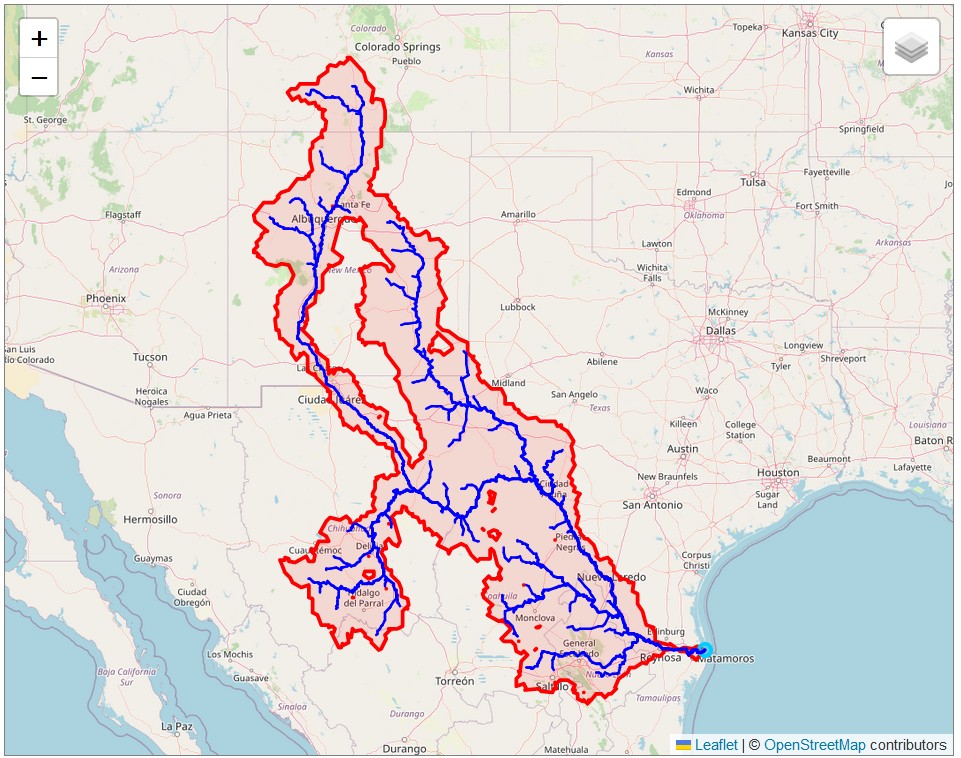 +
−
Colorado
Colorado Springs
Pueblo
Topeka
Kansas City
Kansas
Wichita
St. George
Springfield
Tulsa
Fayetteville
Edmond
Fort Smith
Oklahoma
Santa Fe
Albuquerque
Amarillo
Flagstaff
Lawton
Arkansas
Arizona
New Mexico
Wichita
Falls
Phoenix
Lubbock
McKinney
Dallas
Longview
Shreveport
San Luis
Río Colorado
Tucson
Abilene
Tyler
Midland
Heroica
Nogales
Waco
San Angelo
Ciudad Juárez
Texas
Agua Prieta
Killeen
College
Station
Louisiana
Austin
Baton R
Beaumont
Lafayette
Houston
New Braunfels
Sugar
Land
Ciudad
Acuña
Sonora
San Antonio
Hermosillo
Chihuahua
Piedras
Negras
Cuauhtémoc
Delicias
Guaymas
Corpus
Christi
Nuevo Laredo
Ciudad
Obregón
Hidalgo
del Parral
Coahuila
Monclova
Edinburg
General
Escobedo
Los Mochis
Reynosa
Matamoros
Baja California
Sur
Guasave
Torreón
Saltillo
Nuevo León
Tamaulipas
Sinaloa
Durango
La Paz
Durango
Matehuala
Leaflet | © OpenStreetMap contributors